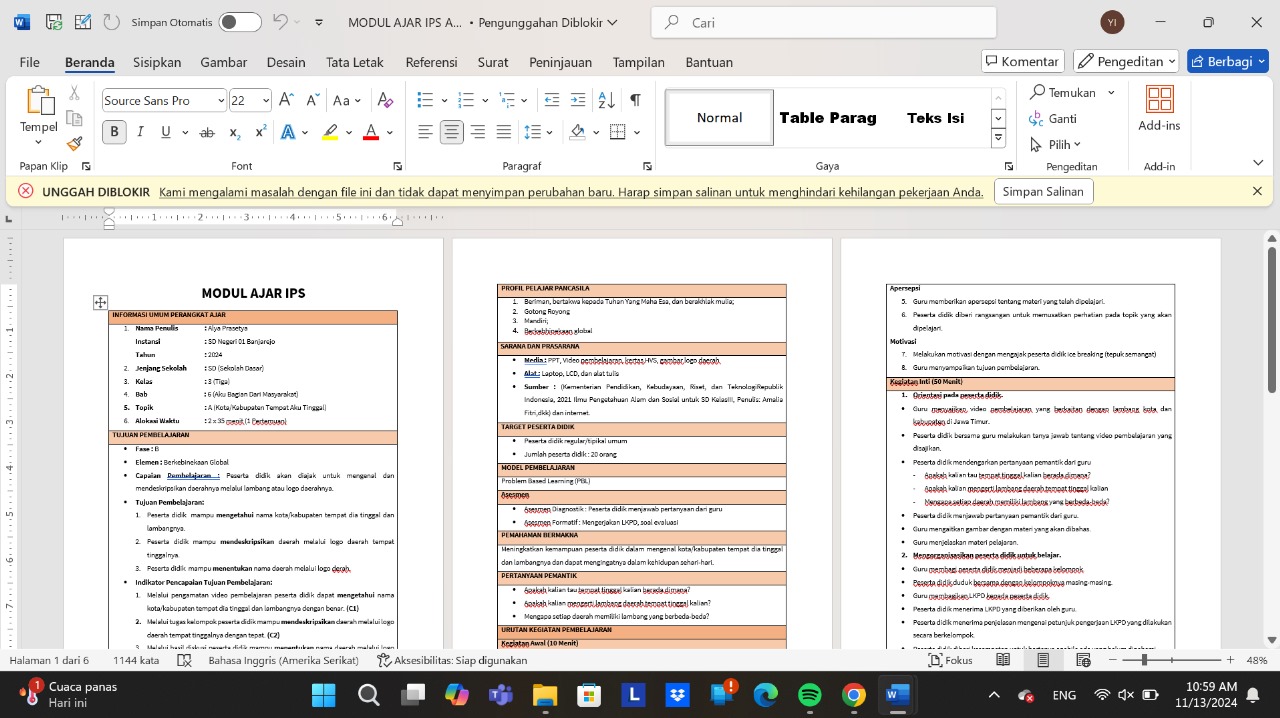 Simpan Otomatis
MODUL AJAR IPS A... • Pengunggahan Diblokir
Cari
YI
File Beranda Sisipkan Gambar Desain Tata Letak Referensi Surat Peninjauan Tampilan Bantuan
Komentar Pengeditan Berbagi
Source Sans Pro 22
Tempel
Normal Table Parag Teks Isi
Temukan
Ganti
Pilih
Add-ins
Papan Klip Font Paragraf Gaya Pengeditan Add-in
UNGGAH DIBLOKIR Kami mengalami masalah dengan file ini dan tidak dapat menyimpan perubahan baru. Harap simpan salinan untuk menghindari kehilangan pekerjaan Anda. Simpan Salinan
MODUL AJAR IPS
INFORMASI UMUM PERANGKAT AJAR
1. Nama Penulis : Alya Prasetya
Instansi : SD Negeri 01 Banjarejo
Tahun : 2024
2. Jenjang Sekolah : SD (Sekolah Dasar)
3. Kelas : 3 (Tiga)
4. Bab : 6 (Aku Bagian Dari Masyarakat)
5. Topik : A (Kota/Kabupaten Tempat Aku Tinggal)
6. Alokasi Waktu : 2 x 35 menit (1 Pertemuan)
TUJUAN PEMBELAJARAN
• Fase : B
• Elemen : Berkebinekaan Global
• Capaian Pembelajaran : Peserta didik akan diajak untuk mengenal dan
mendeskripsikan daerahnya melalui lambang atau logo daerahnya.
• Tujuan Pembelajaran:
1. Peserta didik mampu mengetahui nama kota/kabupaten tempat dia tinggal dan
lambangnya.
2. Peserta didik mampu mendeskripsikan daerah melalui logo daerah tempat
tinggalnya.
3. Peserta didik mampu menentukan nama daerah melalui logo derah.
• Indikator Pencapaian Tujuan Pembelajaran:
1. Melalui pengamatan video pembelajaran peserta didik dapat mengetahui nama
kota/kabupaten tempat dia tinggal dan lambangnya dengan benar. (C1)
2. Melalui tugas kelompok peserta didik mampu mendeskripsikan daerah melalui logo
daerah tempat tinggalnya dengan tepat. (C2)
3. Melalui hasil diskusi peserta didik mampu menentukan nama daerah melalui logo
PROFIL PELAJAR PANCASILA
1. Beriman, bertakwa kepada Tuhan Yang Maha Esa, dan berakhlak mulia;
2. Gotong Royong;
3. Mandiri;
4. Berkebhinekaan global
SARANA DAN PRASARANA
• Media : PPT, Video pembelajaran, kertas HVS, gambar logo daerah.
• Alat : Laptop, LCD, dan alat tulis
• Sumber : (Kementerian Pendidikan, Kebudayaan, Riset, dan TeknologiRepublik
Indonesia, 2021 Ilmu Pengetahuan Alam dan Sosial untuk SD KelasIII, Penulis: Amalia
Fitri,dkk) dan internet.
TARGET PESERTA DIDIK
• Peserta didik regular/tipikal umum
• Jumlah peserta didik : 20 orang
MODEL PEMBELAJARAN
Problem Based Learning (PBL)
Asesmen
• Asesmen Diagnostik : Peserta didik menjawab pertanyaan dari guru
• Asesmen Formatif : Mengerjakan LKPD, soal evaluasi
PEMAHAMAN BERMAKNA
Meningkatkan kemampuan peserta didik dalam mengenal kota/kabupaten tempat dia tinggal
dan lambangnya dan dapat mengingatnya dalam kehidupan sehari-hari.
PERTANYAAN PEMANTIK
• Apakah kalian tau tempat tinggal kalian berada dimana?
• Apakah kalian mengerti lambang daerah tempat tinggal kalian?
• Mengapa setiap daerah memiliki lambang yang berbeda-beda?
URUTAN KEGIATAN PEMBELAJARAN
Kegiatan Awal (10 Menit)
Apersepsi
5. Guru memberikan apersepsi tentang materi yang telah dipelajari.
6. Peserta didik diberi rangsangan untuk memusatkan perhatian pada topik yang akan
dipelajari.
Motivasi
7. Melakukan motivasi dengan mengajak peserta didik ice breaking (tepuk semangat)
8. Guru menyampaikan tujuan pembelajaran.
Kegiatan Inti (50 Menit)
1. Orientasi pada peserta didik.
• Guru menyajikan video pembelajaran yang berkaitan dengan lambang kota dan
kabupaten di Jawa Timur.
• Peserta didik bersama guru melakukan tanya jawab tentang video pembelajaran yang
disajikan.
• Peserta didik mendengarkan pertanyaan pemantik dari guru
- Apakah kalian tau tempat tinggal kalian berada dimana?
- Apakah kalian mengerti lambang daerah tempat tinggal kalian
- Mengapa setiap daerah memiliki lambang yang berbeda-beda?
• Peserta didik menjawab pertanyaan pemantik dari guru.
• Guru mengaitkan gambar dengan materi yang akan dibahas.
• Guru menjelaskan materi pelajaran.
2. Mengorganisasikan peserta didik untuk belajar.
• Guru membagi peserta didik menjadi beberapa kelompok.
• Peserta didik duduk bersama dengan kelompoknya masing-masing.
• Guru membagikan LKPD kepada peserta didik.
• Peserta didik menerima LKPD yang diberikan oleh guru.
• Peserta didik menerima penjelasan mengenai petunjuk pengerjaan LKPD yang dilakukan
secara berkelompok.
Halaman 1 dari 6 1144 kata Bahasa Inggris (Amerika Serikat) Aksesibilitas: Siap digunakan Fokus 48%
1 Cuaca panas
Hari ini
ENG
10:59 AM
11/13/2024